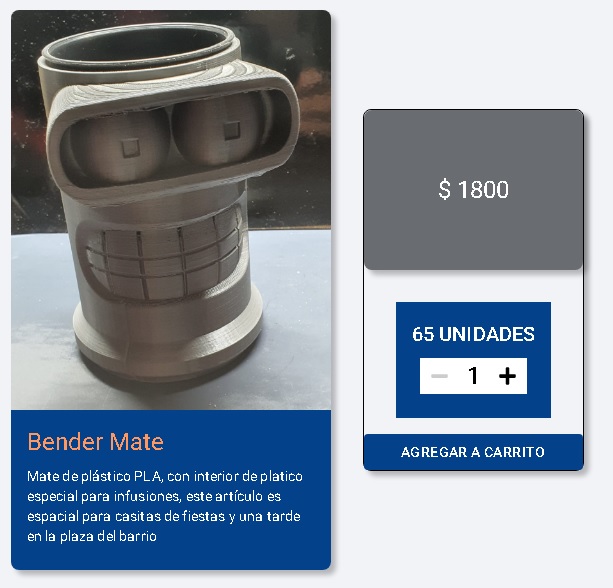 Bender Mate
Mate de plástico PLA, con interior de platico
especial para infusiones, este artículo es
espacial para casitas de fiestas y una tarde
en la plaza del barrio
$ 1800
65 UNIDADES
− 1 +
AGREGAR A CARRITO